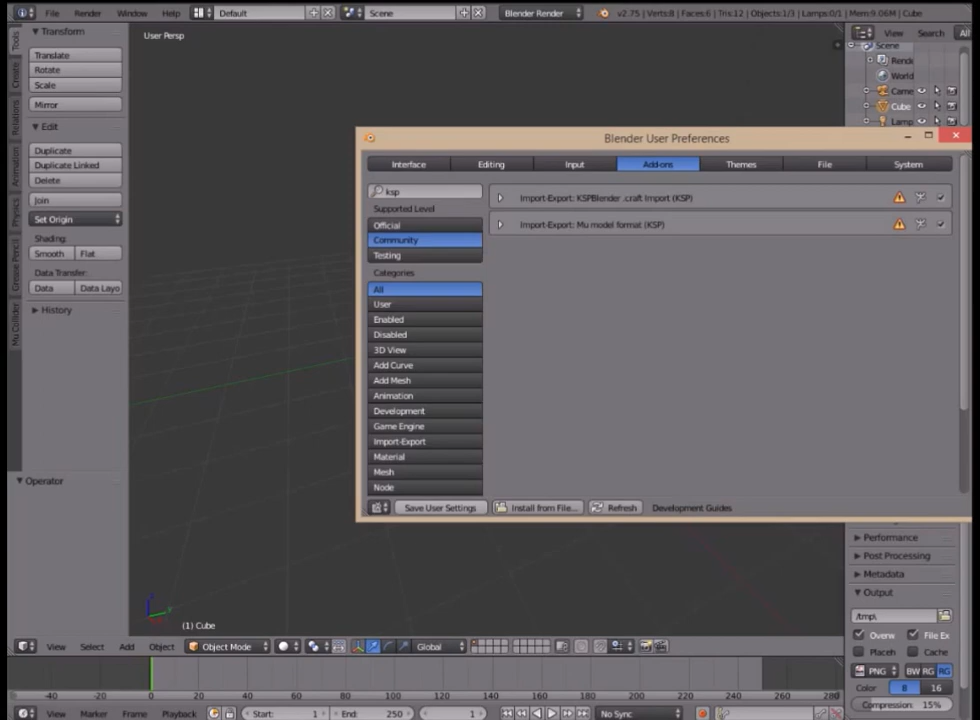 File Render Window Help Default Scene Blender Render v2.75 | Verts:8 | Faces:6 | Tris:12 | Objects:1/3 | Lamps:0/1 | Mem:9.06M | Cube
Tools
Create
Relations
Animation
Physics
Grease Pencil
Mu Collider
Transform
Translate
Rotate
Scale
Mirror
Edit
Duplicate
Duplicate Linked
Delete
Join
Set Origin
Shading:
Smooth Flat
Data Transfer:
Data Data Layo
History
Operator
User Persp
(1) Cube
View Search All
Scene
Rende
World
Came
Cube
Lamp
Blender User Preferences
Interface Editing Input Add-ons Themes File System
ksp
Supported Level
Official
Community
Testing
Categories
All
User
Enabled
Disabled
3D View
Add Curve
Add Mesh
Animation
Development
Game Engine
Import-Export
Material
Mesh
Node
Import-Export: KSPBlender .craft Import (KSP)
Import-Export: Mu model format (KSP)
Save User Settings Install from File... Refresh Development Guides
Performance
Post Processing
Metadata
Output
/tmp\
Overw File Ex
Placeh Cache
PNG BW RG RG
Color 8 16
Compression: 15%
View Select Add Object Object Mode Global
-40 -20 0 20 40 60 80 100 120 140 160 180 200 220 240 260 280
View Marker Frame Playback Start: 1 End: 250 1 No Sync